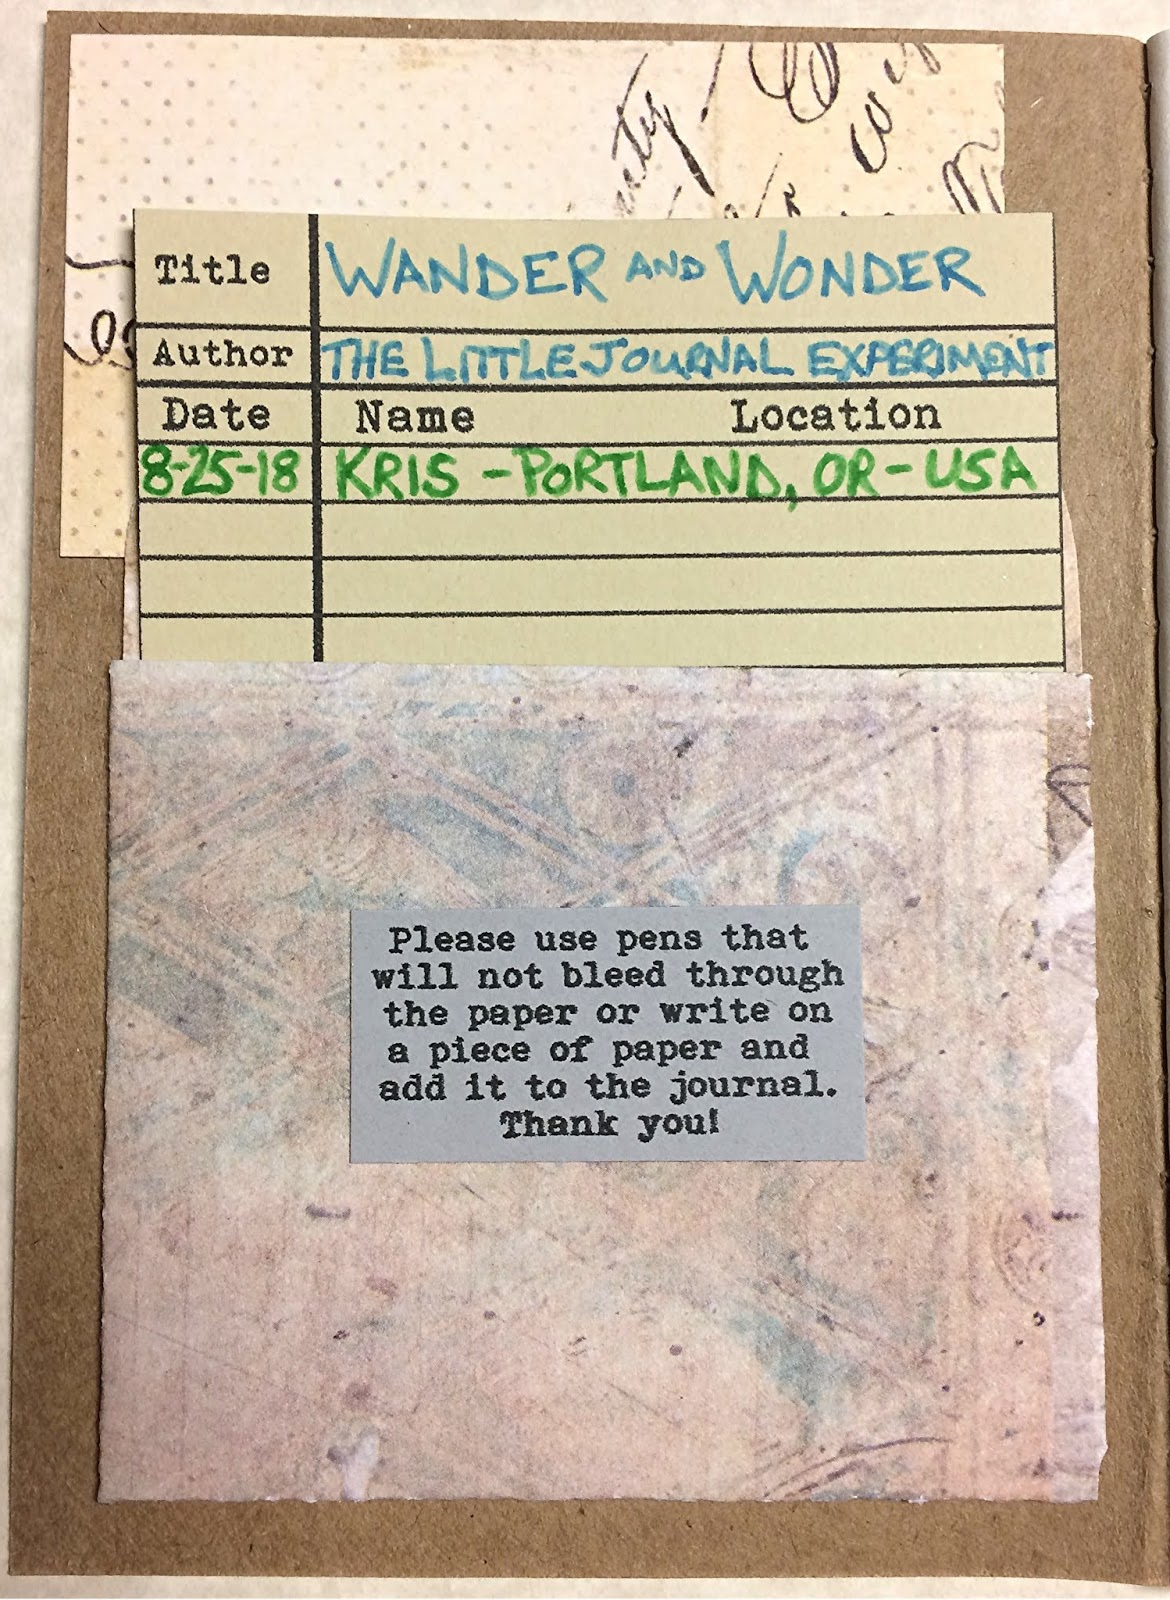 Title WANDER AND WONDER
Author THE LITTLE JOURNAL EXPERIMENT
Date Name Location
8-25-18 KRIS - PORTLAND, OR - USA
Please use pens that
will not bleed through
the paper or write on
a piece of paper and
add it to the journal.
Thank you!